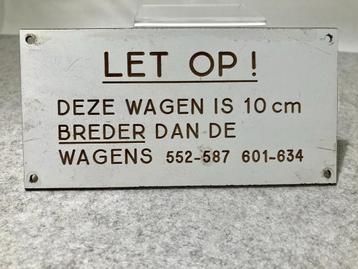 LET OP!
DEZE WAGEN IS 10 cm
BREDER DAN DE
WAGENS 552-587 601-634